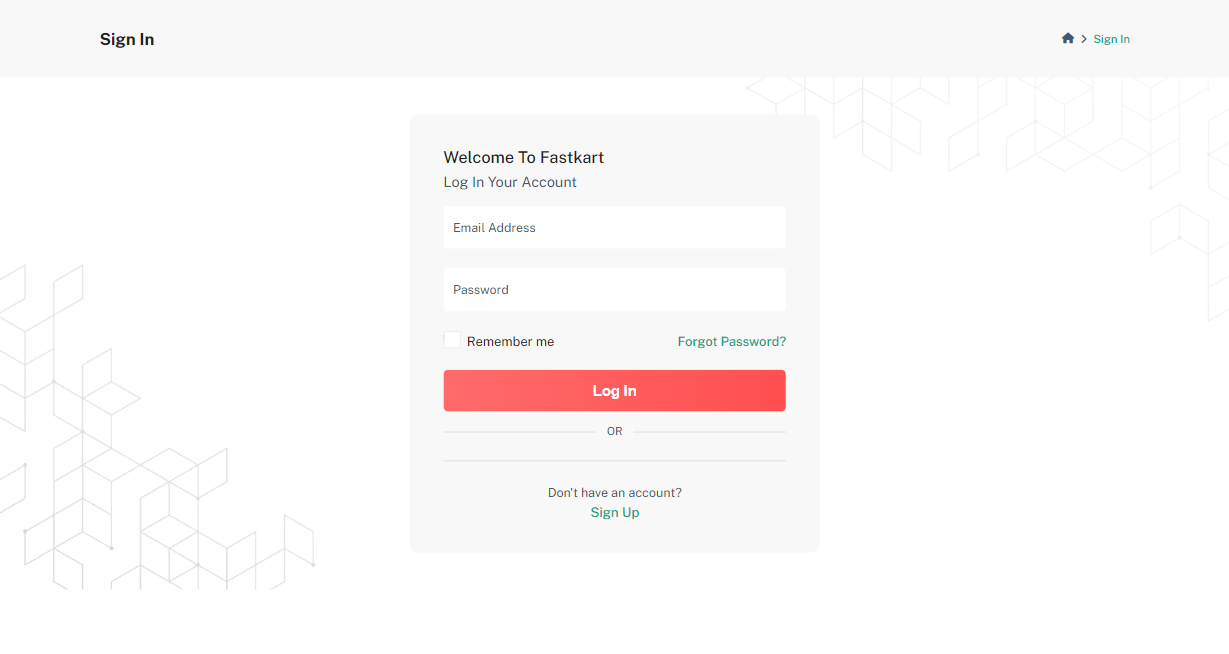 Sign In
Sign In
Welcome To Fastkart
Log In Your Account
Email Address
Password
Remember me
Forgot Password?
Log In
OR
Don't have an account?
Sign Up